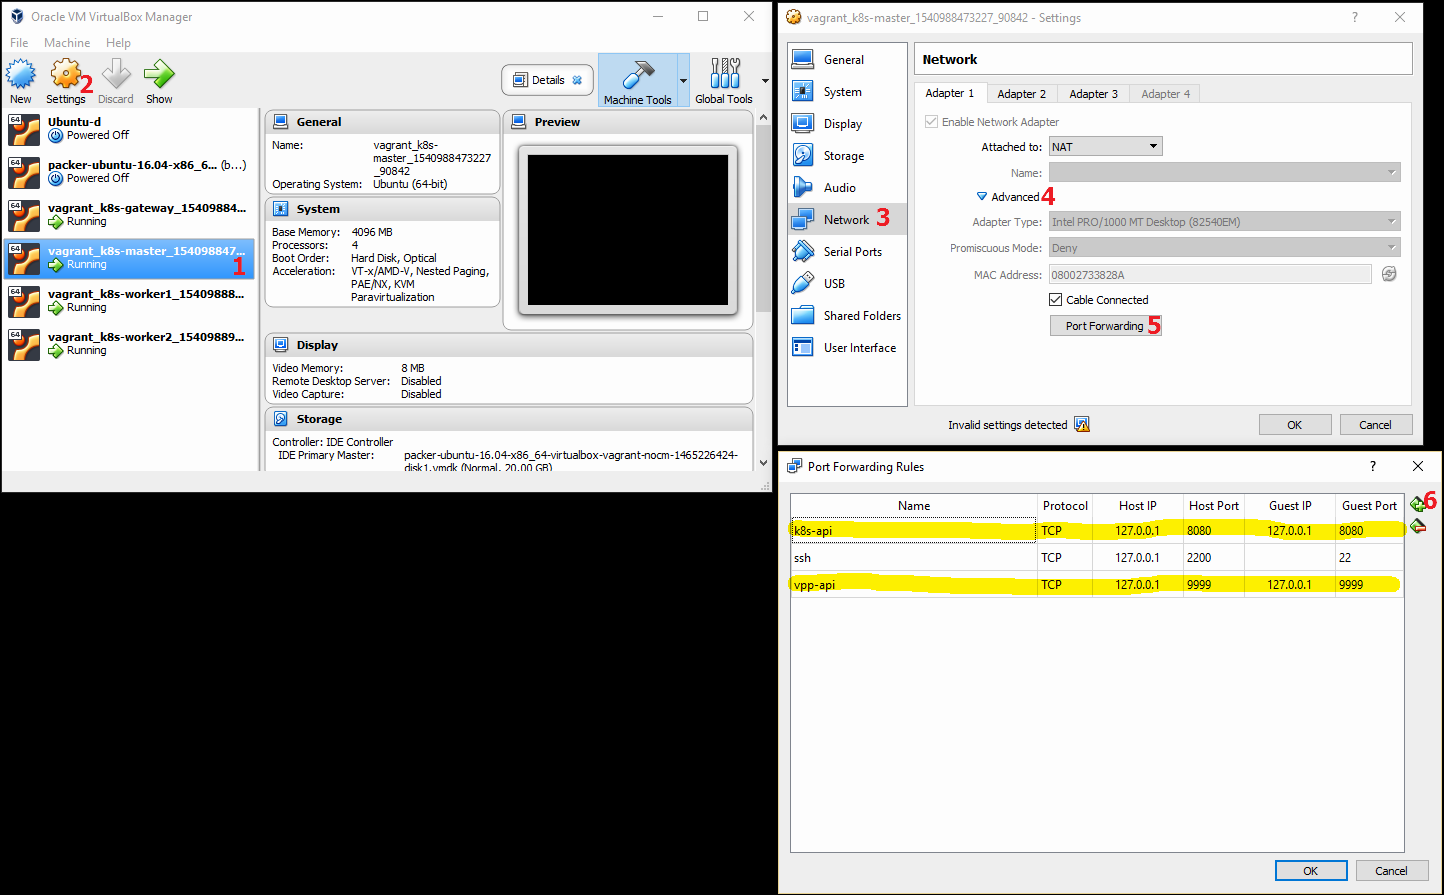 Oracle VM VirtualBox Manager
File Machine Help
New Settings 2 Discard Show
Details
Machine Tools Global Tools
64 Ubuntu-d
Powered Off
64 packer-ubuntu-16.04-x86_6... (b...)
Powered Off
64 vagrant_k8s-gateway_15409884...
Running
64 vagrant_k8s-master_154098847...
Running 1
64 vagrant_k8s-worker1_15409888...
Running
64 vagrant_k8s-worker2_15409889...
Running
General
Name: vagrant_k8s-
master_1540988473227
_90842
Operating System: Ubuntu (64-bit)
Preview
System
Base Memory: 4096 MB
Processors: 4
Boot Order: Hard Disk, Optical
Acceleration: VT-x/AMD-V, Nested Paging,
PAE/NX, KVM
Paravirtualization
Display
Video Memory: 8 MB
Remote Desktop Server: Disabled
Video Capture: Disabled
Storage
Controller: IDE Controller
IDE Primary Master: packer-ubuntu-16.04-x86_64-virtualbox-vagrant-nocm-1465226424-
disk1.vmdk (Normal, 20.00 GB)
vagrant_k8s-master_1540988473227_90842 - Settings
General
System
Display
Storage
Audio
Network 3
Serial Ports
USB
Shared Folders
User Interface
Network
Adapter 1 Adapter 2 Adapter 3 Adapter 4
Enable Network Adapter
Attached to: NAT
Name:
Advanced 4
Adapter Type: Intel PRO/1000 MT Desktop (82540EM)
Promiscuous Mode: Deny
MAC Address: 08002733828A
Cable Connected
Port Forwarding 5
Invalid settings detected
OK Cancel
Port Forwarding Rules
Name Protocol Host IP Host Port Guest IP Guest Port 6
k8s-api TCP 127.0.0.1 8080 127.0.0.1 8080
ssh TCP 127.0.0.1 2200 22
vpp-api TCP 127.0.0.1 9999 127.0.0.1 9999
OK Cancel